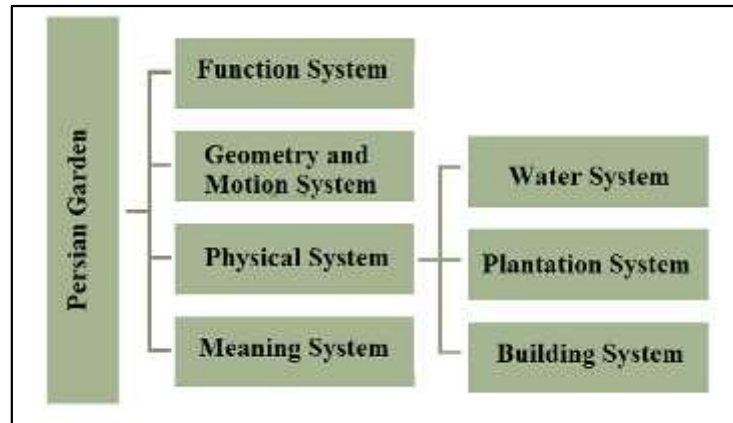 Persian Garden
Function System
Geometry and
Motion System
Physical System
Meaning System
Water System
Plantation System
Building System